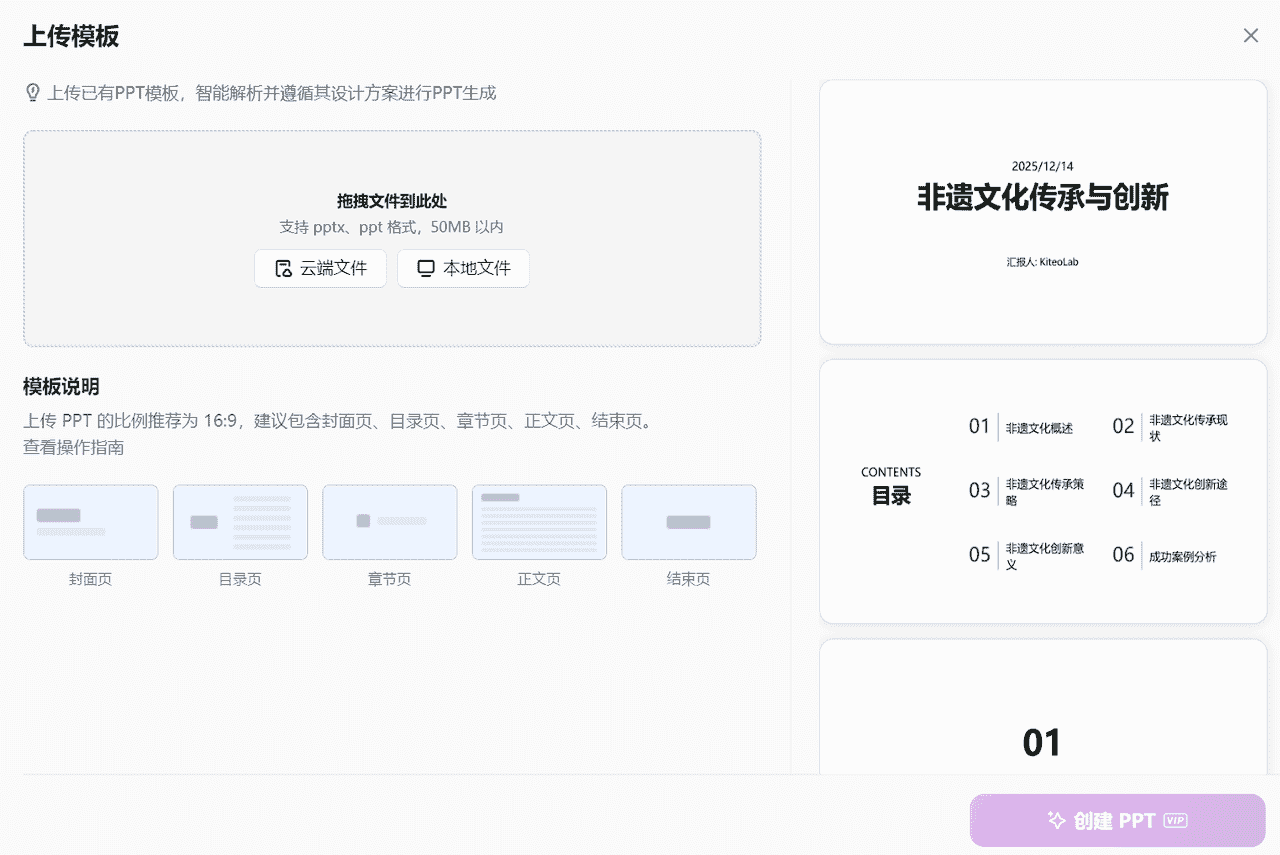 上传模板
上传已有PPT模板，智能解析并遵循其设计方案进行PPT生成
拖拽文件到此处
支持 pptx、ppt 格式，50MB 以内
云端文件
本地文件
模板说明
上传 PPT 的比例推荐为 16:9，建议包含封面页、目录页、章节页、正文页、结束页。
查看操作指南
封面页
目录页
章节页
正文页
结束页
2025/12/14
非遗文化传承与创新
汇报人: KiteoLab
CONTENTS
目录
01
非遗文化概述
02
非遗文化传承现
状
03
非遗文化传承策
略
04
非遗文化创新途
径
05
非遗文化创新意
义
06
成功案例分析
01
创建 PPT VIP